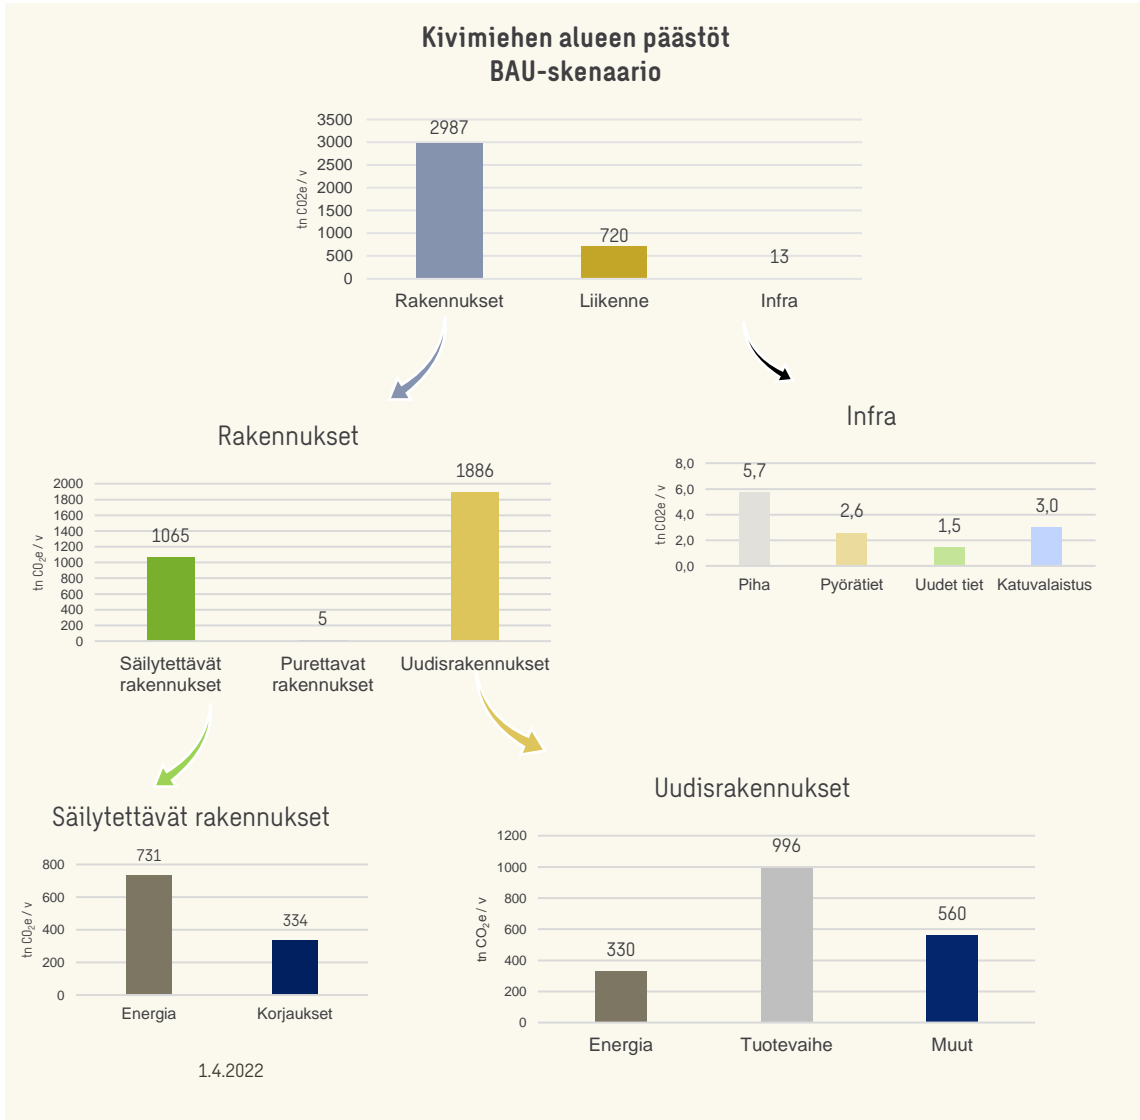 Kivimiehen alueen päästöt
BAU-skenaario
tn CO2e / v
3500
3000
2500
2000
1500
1000
500
0
2987
720
13
Rakennukset
Liikenne
Infra
Rakennukset
tn CO₂e / v
2000
1800
1600
1400
1200
1000
800
600
400
200
0
1065
5
1886
Säilytettävät
rakennukset
Purettavat
rakennukset
Uudisrakennukset
Infra
tn CO2e / v
8,0
6,0
4,0
2,0
0,0
5,7
2,6
1,5
3,0
Piha
Pyörätiet
Uudet tiet
Katuvalaistus
Säilytettävät rakennukset
tn CO₂e / v
800
600
400
200
0
731
334
Energia
Korjaukset
Uudisrakennukset
tn CO₂e / v
1200
1000
800
600
400
200
0
330
996
560
Energia
Tuotevaihe
Muut
1.4.2022